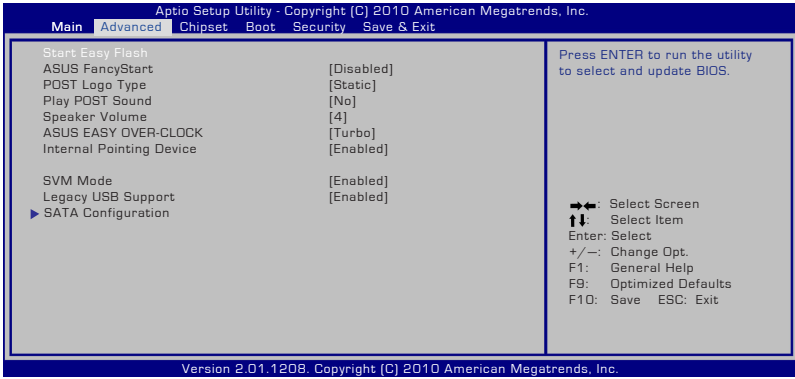 Aptio Setup Utility - Copyright (C) 2010 American Megatrends, Inc.
Main Advanced Chipset Boot Security Save & Exit
Start Easy Flash
ASUS FancyStart [Disabled]
POST Logo Type [Static]
Play POST Sound [No]
Speaker Volume [4]
ASUS EASY OVER-CLOCK [Turbo]
Internal Pointing Device [Enabled]
SVM Mode [Enabled]
Legacy USB Support [Enabled]
SATA Configuration
Press ENTER to run the utility
to select and update BIOS.
→←: Select Screen
↑↓: Select Item
Enter: Select
+/—: Change Opt.
F1: General Help
F9: Optimized Defaults
F10: Save ESC: Exit
Version 2.01.1208. Copyright (C) 2010 American Megatrends, Inc.